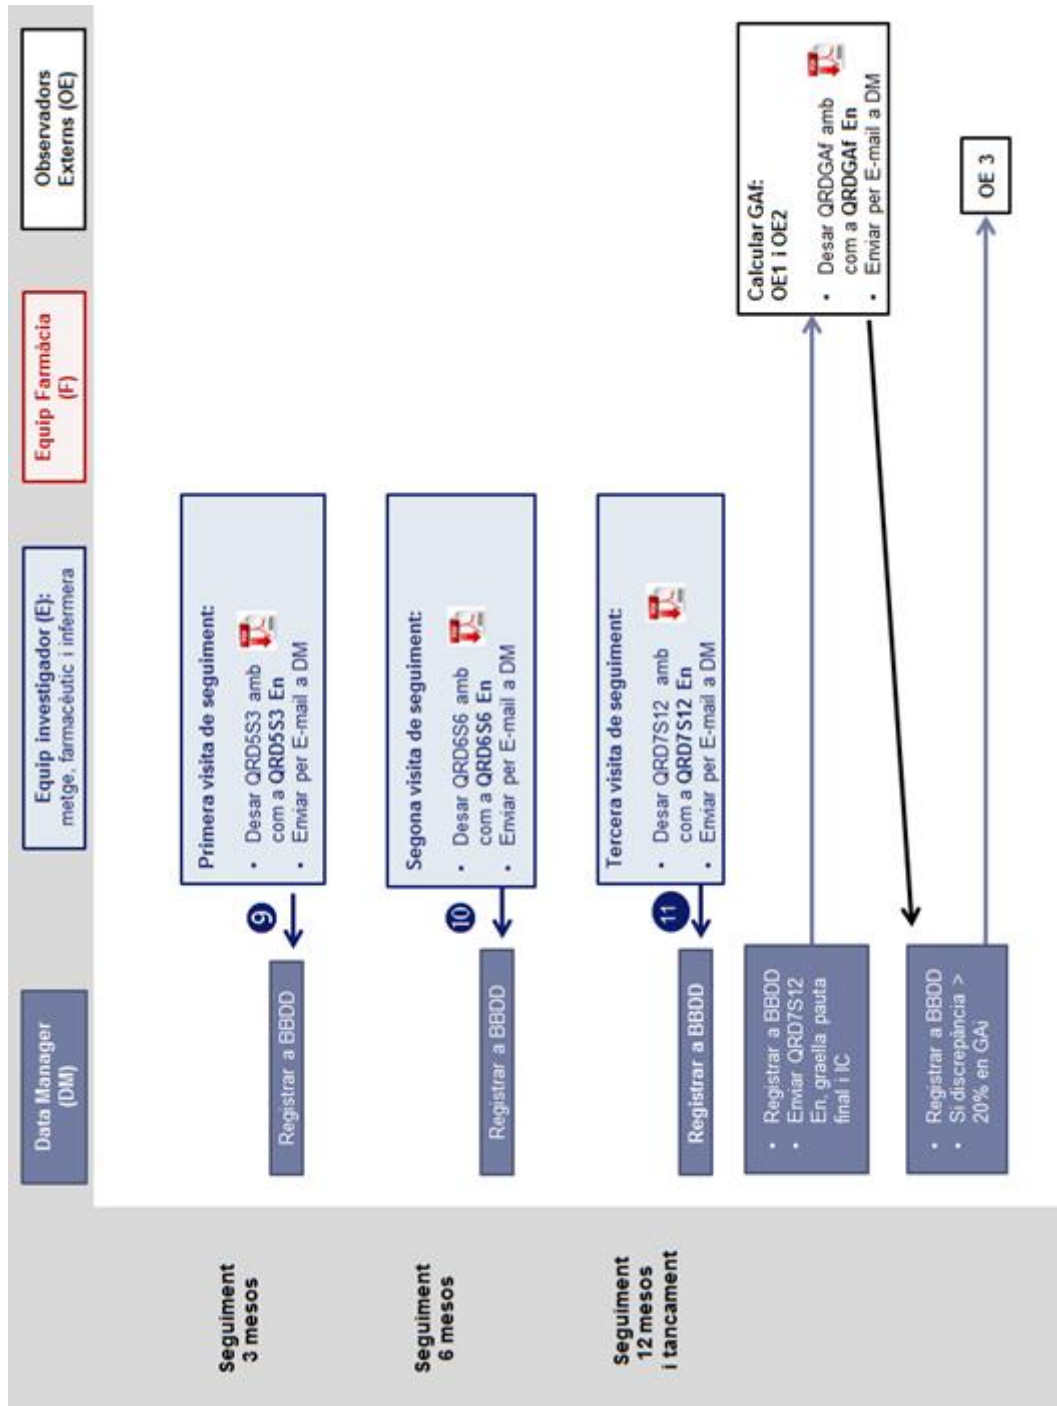 Data Manager
(DM)
Equip investigador (E):
metge, farmacèutic i infermera
Equip Farmàcia
(F)
Observadors
Externs (OE)
Seguiment
3 mesos
Registrar a BBDD
9
Primera visita de seguiment:
• Desar QRD5S3 amb
com a QRD5S3 En
• Enviar per E-mail a DM
Seguiment
6 mesos
Registrar a BBDD
10
Segona visita de seguiment:
• Desar QRD6S6 amb
com a QRD6S6 En
• Enviar per E-mail a DM
Seguiment
12 mesos
i tancament
Registrar a BBDD
11
Tercera visita de seguiment:
• Desar QRD7S12 amb
com a QRD7S12 En
• Enviar per E-mail a DM
• Registrar a BBDD
• Enviar QRD7S12
En, graella pauta
final i IC
Calcular GAf:
OE1 i OE2
• Desar QRDGAf amb
com a QRDGAf En
• Enviar per E-mail a DM
• Registrar a BBDD
• Si discrepància >
20% en GAi
OE 3